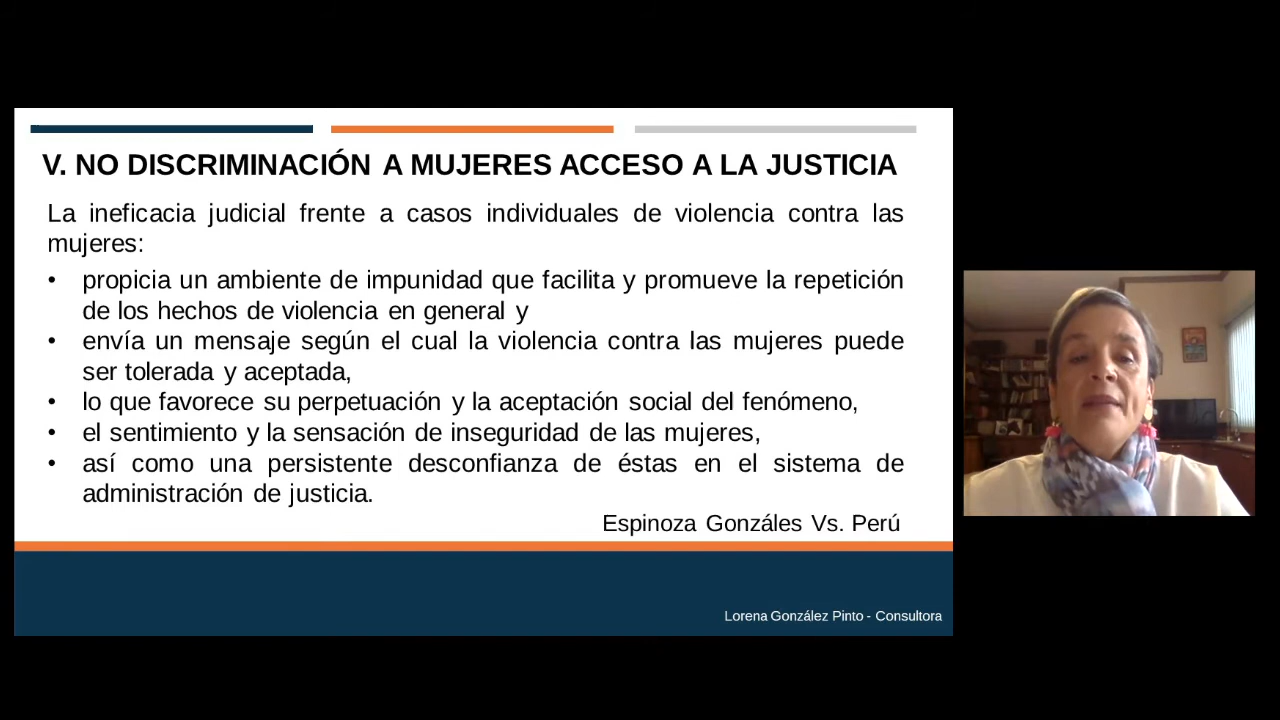 V. NO DISCRIMINACIÓN A MUJERES ACCESO A LA JUSTICIA
La ineficacia judicial frente a casos individuales de violencia contra las
mujeres:
• propicia un ambiente de impunidad que facilita y promueve la repetición
de los hechos de violencia en general y
• envía un mensaje según el cual la violencia contra las mujeres puede
ser tolerada y aceptada,
• lo que favorece su perpetuación y la aceptación social del fenómeno,
• el sentimiento y la sensación de inseguridad de las mujeres,
• así como una persistente desconfianza de éstas en el sistema de
administración de justicia.
Espinoza Gonzáles Vs. Perú
Lorena González Pinto - Consultora